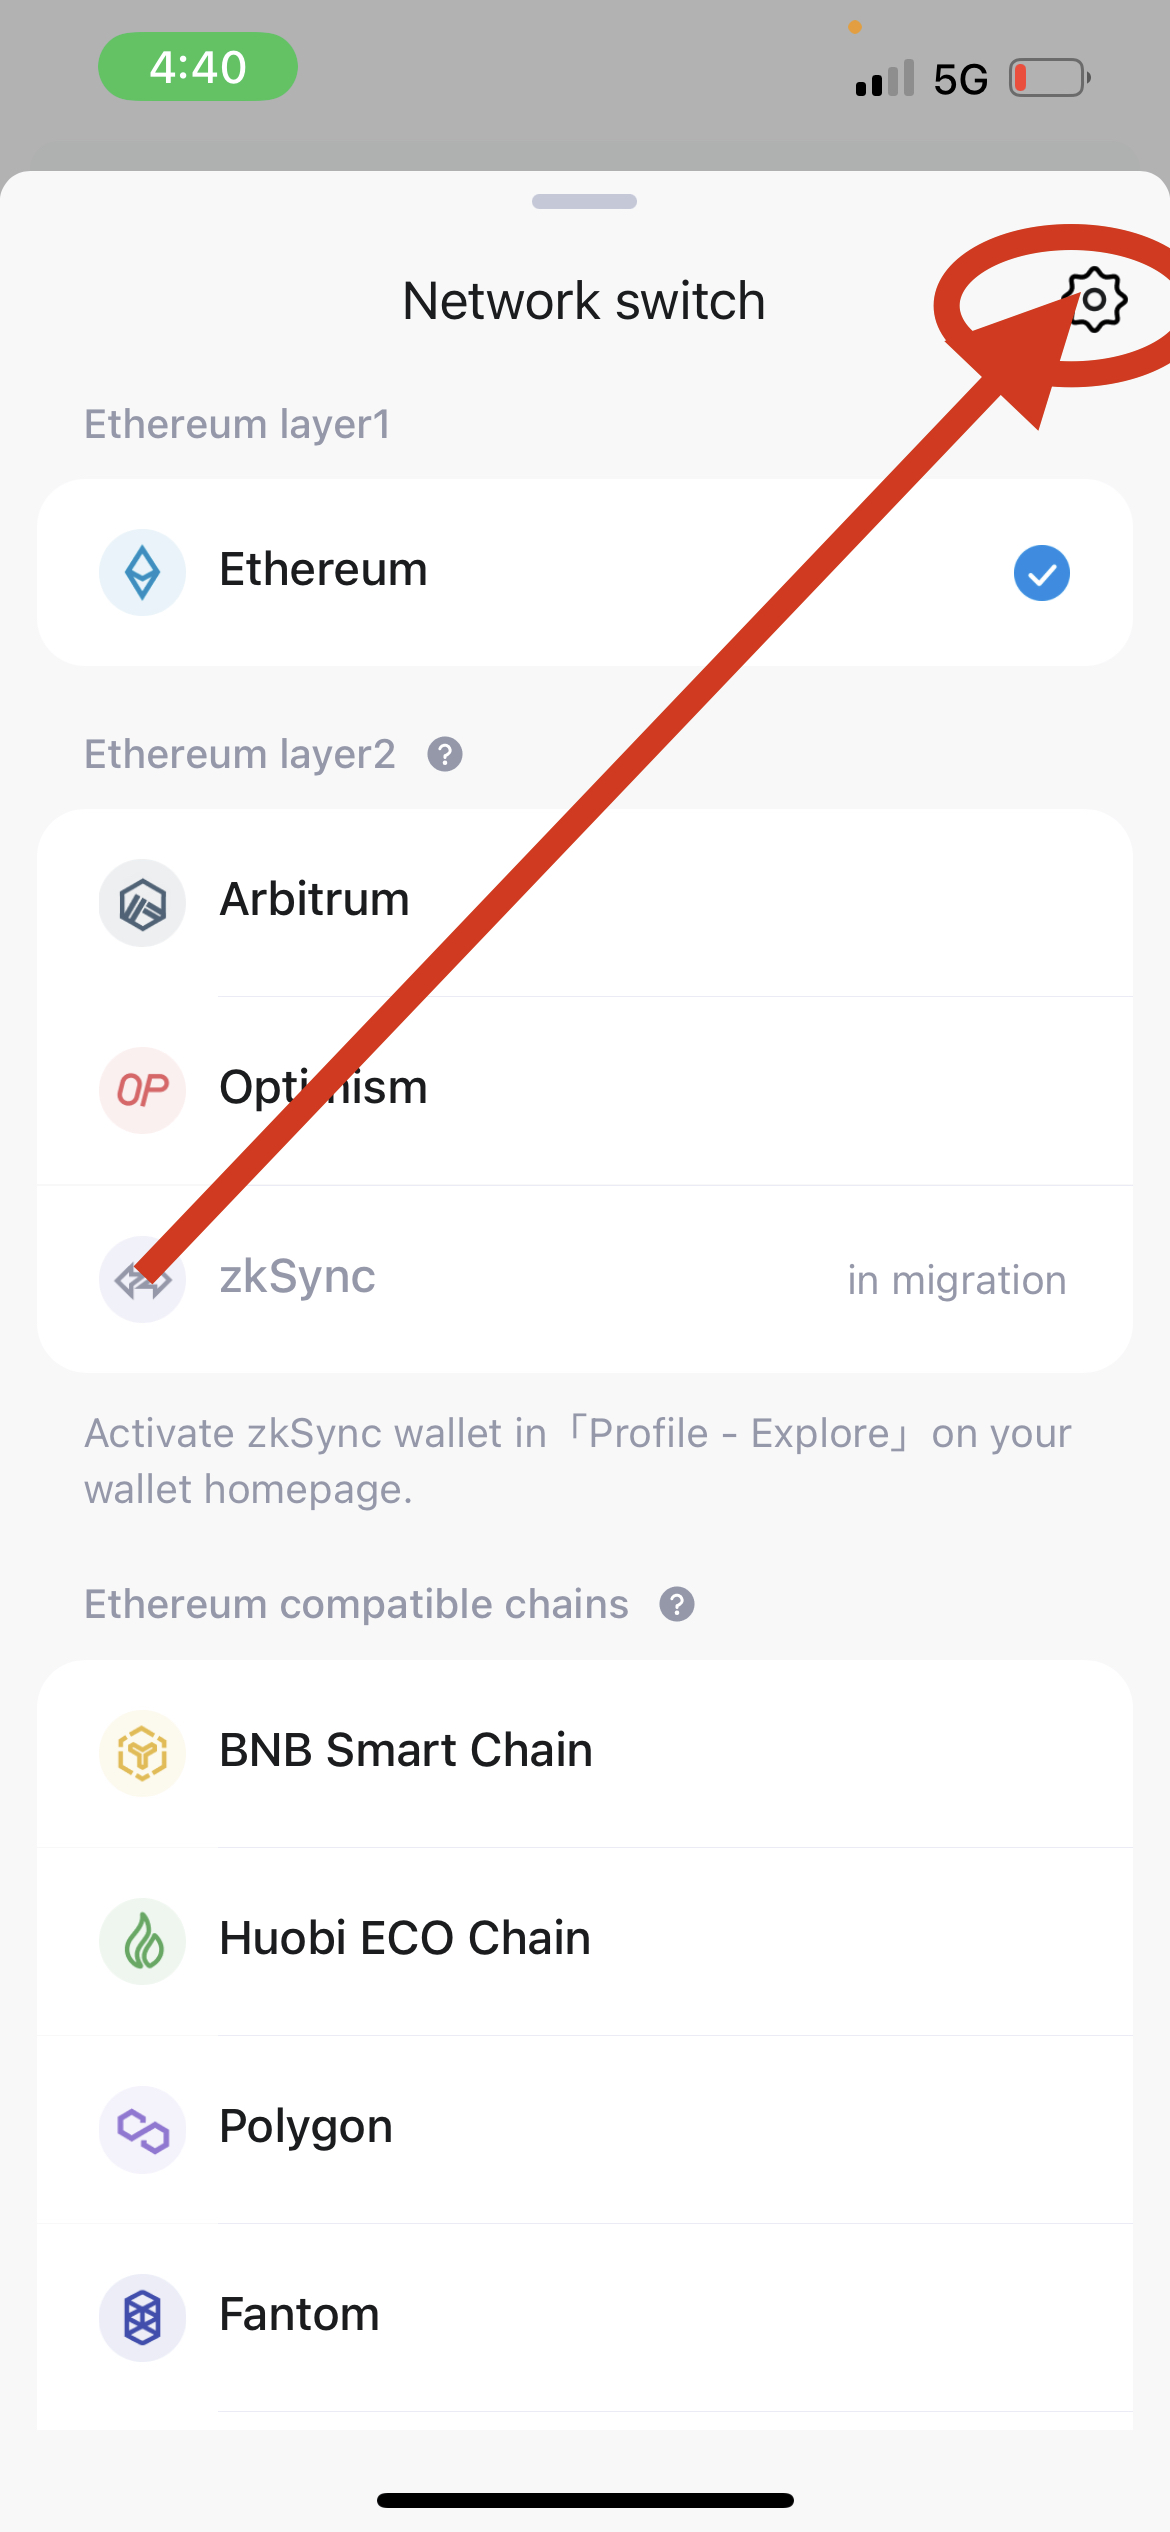 4:40
5G
Network switch
Ethereum layer1
Ethereum
Ethereum layer2 ?
Arbitrum
OP
Optimism
zkSync in migration
Activate zkSync wallet in「Profile - Explore」on your
wallet homepage.
Ethereum compatible chains ?
BNB Smart Chain
Huobi ECO Chain
Polygon
Fantom